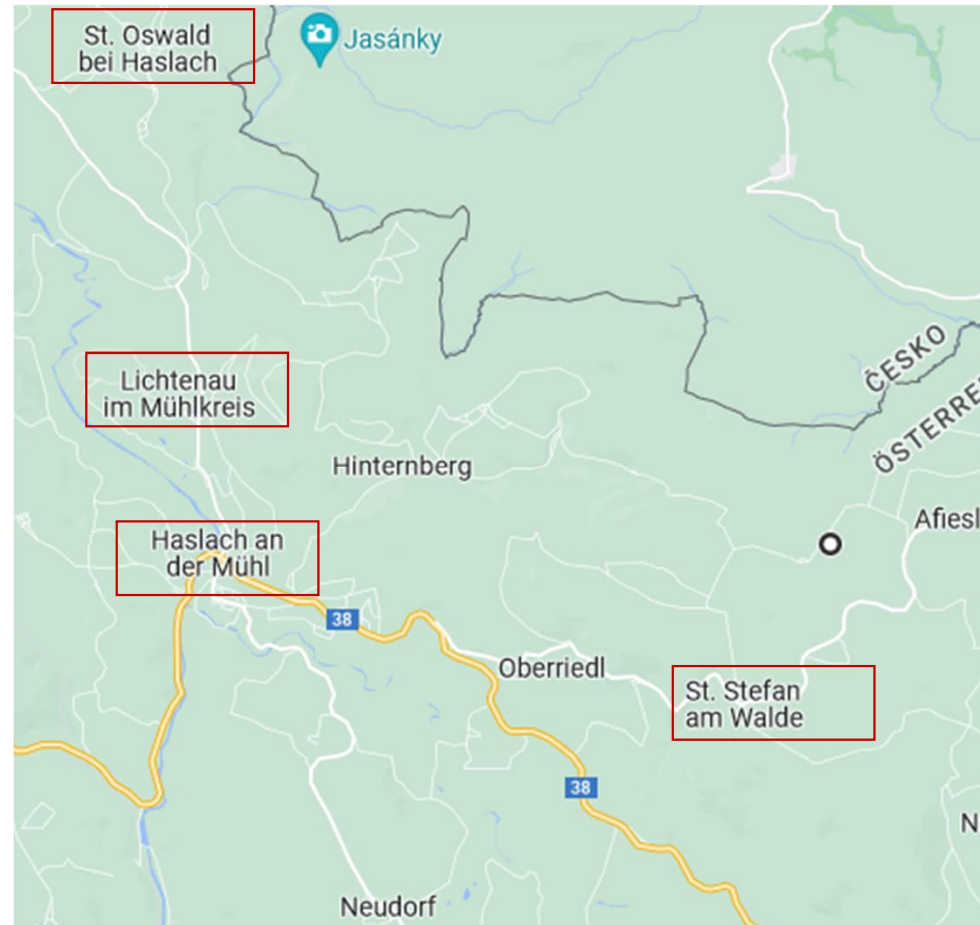 St. Oswald
bei Haslach
Jasánky
ČESKO
ÖSTERREI
Lichtenau
im Mühlkreis
Hinternberg
Afiesl
Haslach an
der Mühl
38
Oberriedl
St. Stefan
am Walde
38
N
Neudorf